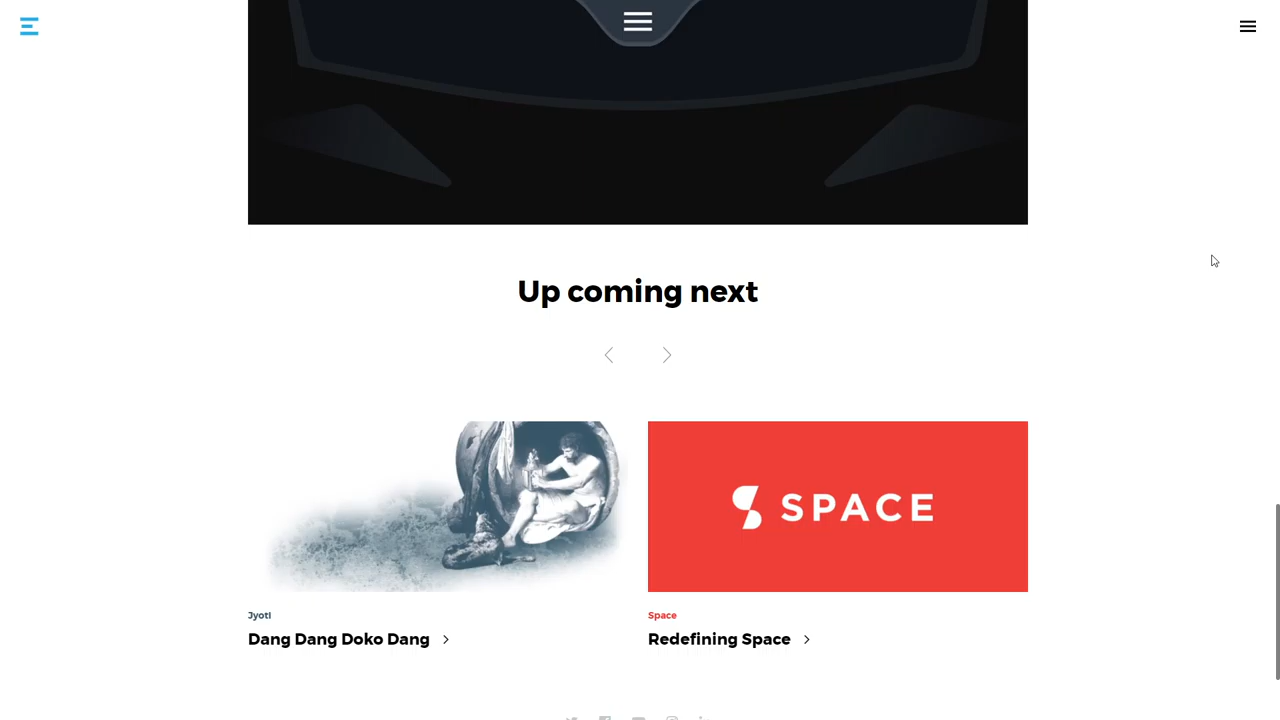 Up coming next
SPACE
Jyoti
Space
Dang Dang Doko Dang
Redefining Space